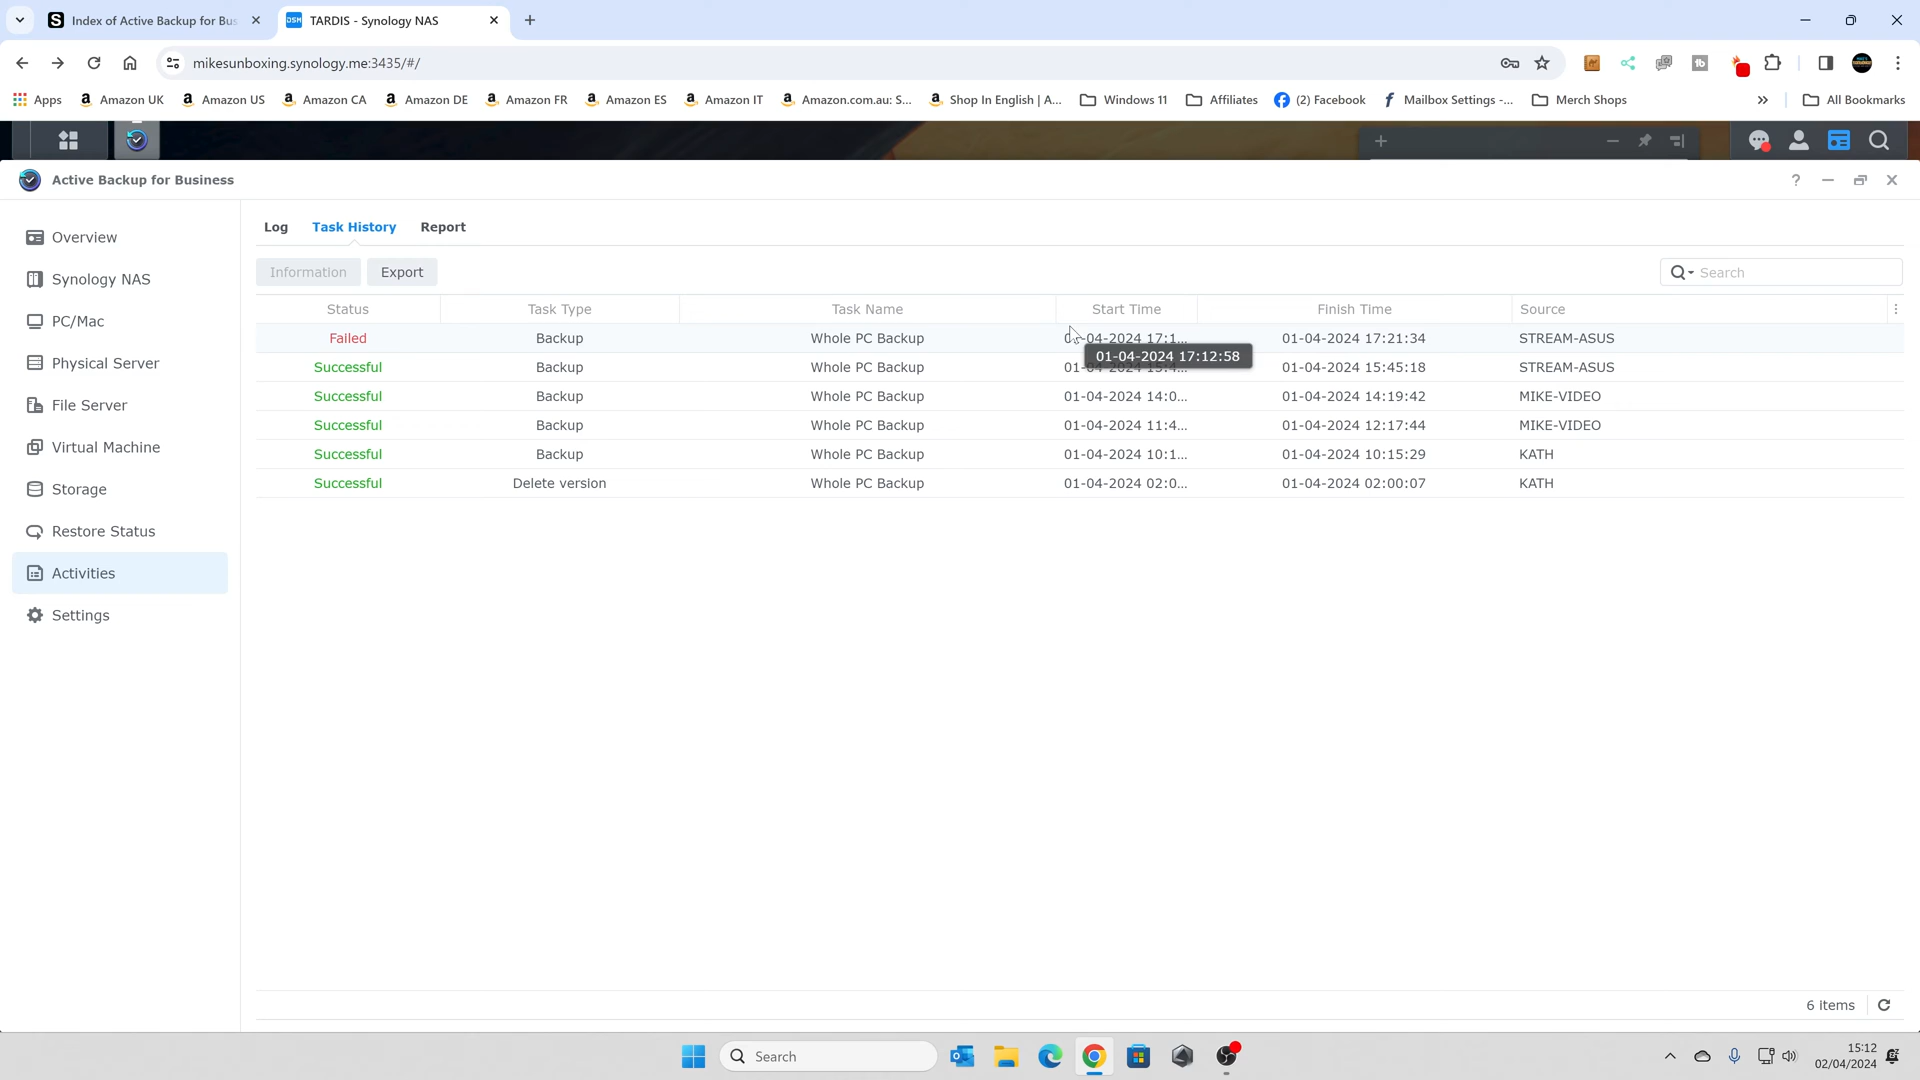 Index of Active Backup for Bus
TARDIS - Synology NAS
mikesunboxing.synology.me:3435/#/
Apps
Amazon UK
Amazon US
Amazon CA
Amazon DE
Amazon FR
Amazon ES
Amazon IT
Amazon.com.au: S...
Shop In English | A...
Windows 11
Affiliates
(2) Facebook
Mailbox Settings -...
Merch Shops
All Bookmarks
Active Backup for Business
Overview
Synology NAS
PC/Mac
Physical Server
File Server
Virtual Machine
Storage
Restore Status
Activities
Settings
Log Task History Report
Information Export
Search
Status Task Type Task Name Start Time Finish Time Source
Failed Backup Whole PC Backup 01-04-2024 17:1... 01-04-2024 17:21:34 STREAM-ASUS
01-04-2024 17:12:58
Successful Backup Whole PC Backup 01-04-2024 15:4... 01-04-2024 15:45:18 STREAM-ASUS
Successful Backup Whole PC Backup 01-04-2024 14:0... 01-04-2024 14:19:42 MIKE-VIDEO
Successful Backup Whole PC Backup 01-04-2024 11:4... 01-04-2024 12:17:44 MIKE-VIDEO
Successful Backup Whole PC Backup 01-04-2024 10:1... 01-04-2024 10:15:29 KATH
Successful Delete version Whole PC Backup 01-04-2024 02:0... 01-04-2024 02:00:07 KATH
6 items
Search
15:12
02/04/2024